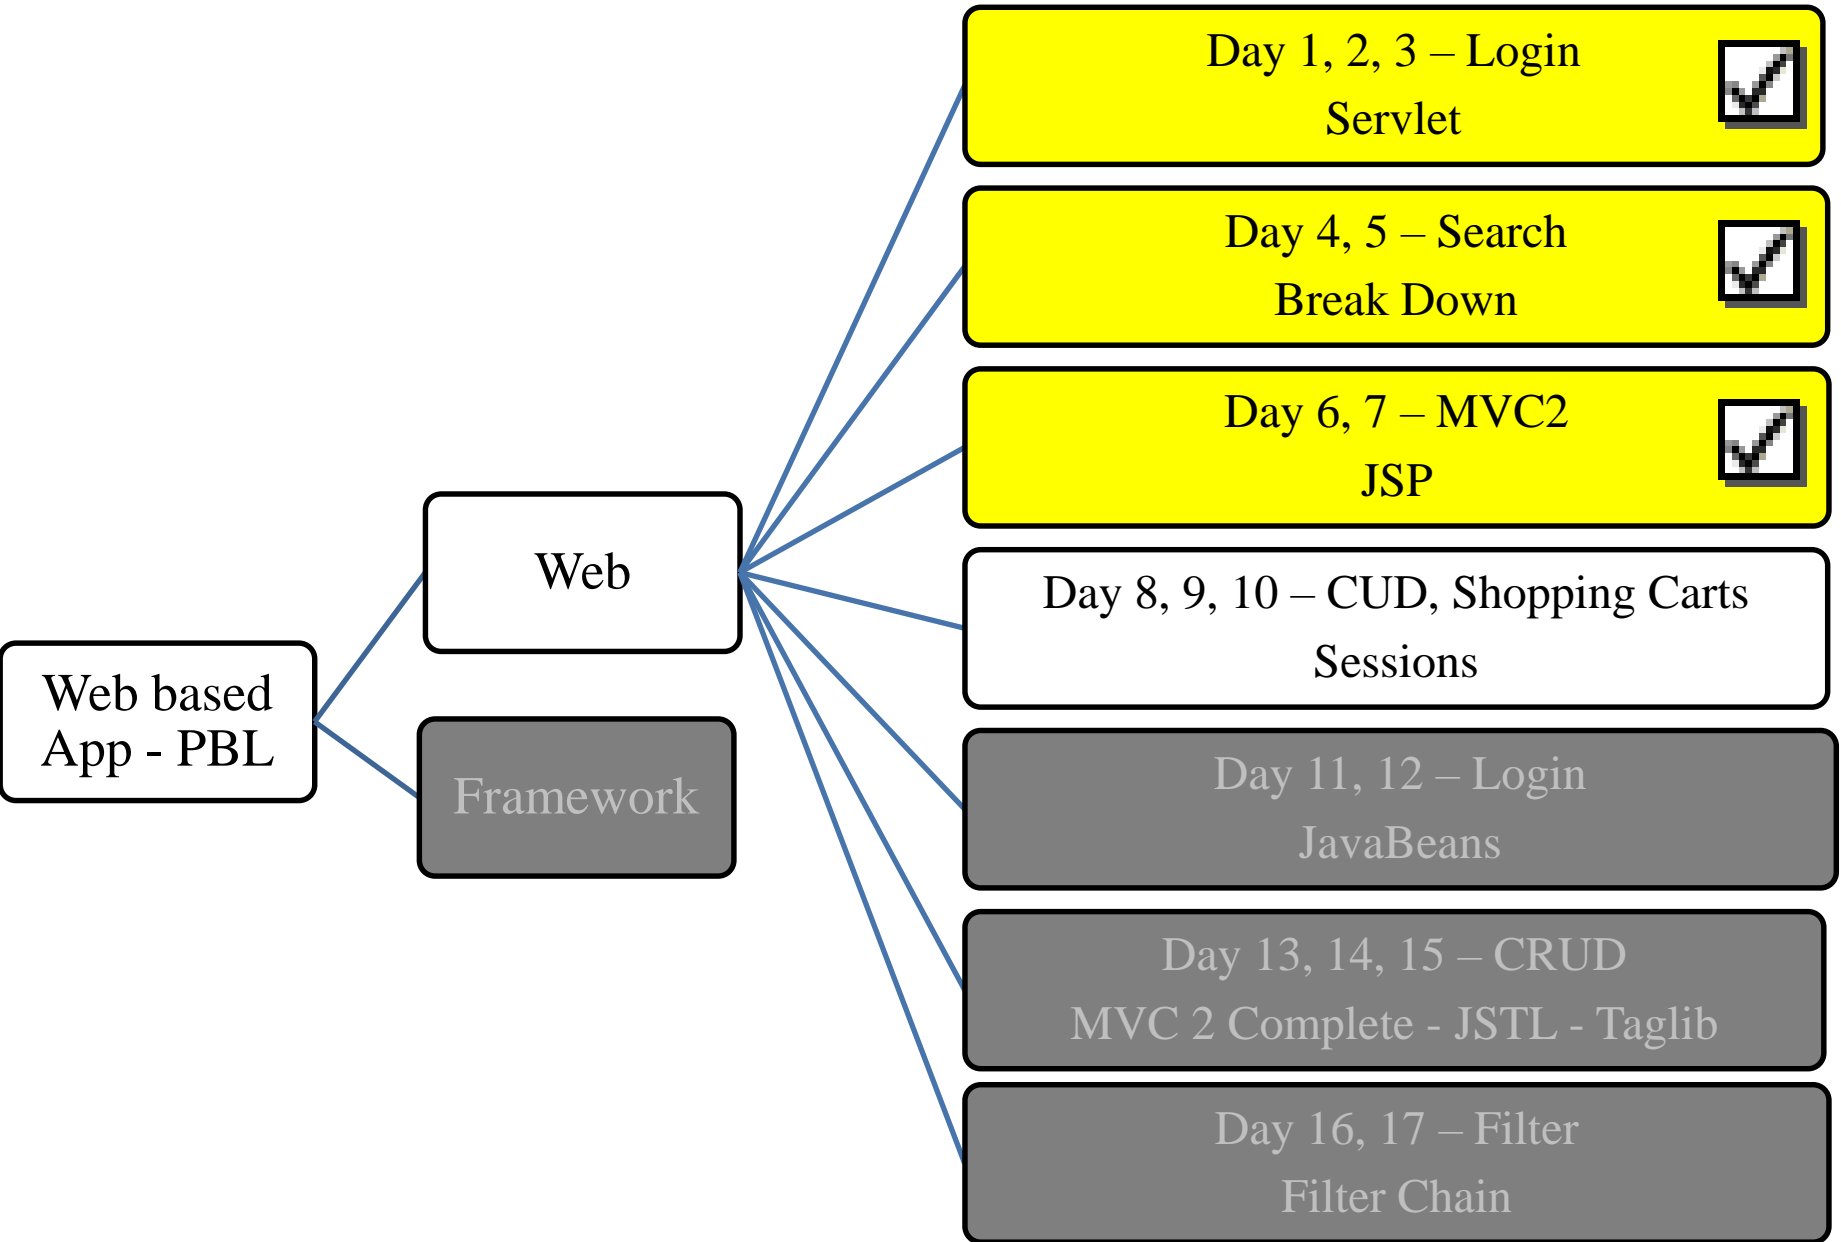 Web based
App - PBL
Web
Framework
Day 1, 2, 3 – Login
Servlet
Day 4, 5 – Search
Break Down
Day 6, 7 – MVC2
JSP
Day 8, 9, 10 – CUD, Shopping Carts
Sessions
Day 11, 12 – Login
JavaBeans
Day 13, 14, 15 – CRUD
MVC 2 Complete - JSTL - Taglib
Day 16, 17 – Filter
Filter Chain